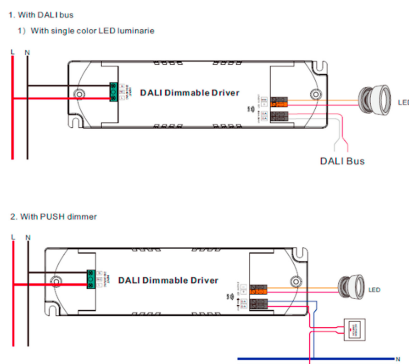 1. With DALI bus
1) With single color LED luminarie
L N
DALI Dimmable Driver
LED
DALI Bus
2. With PUSH dimmer
L N
DALI Dimmable Driver
LED
N